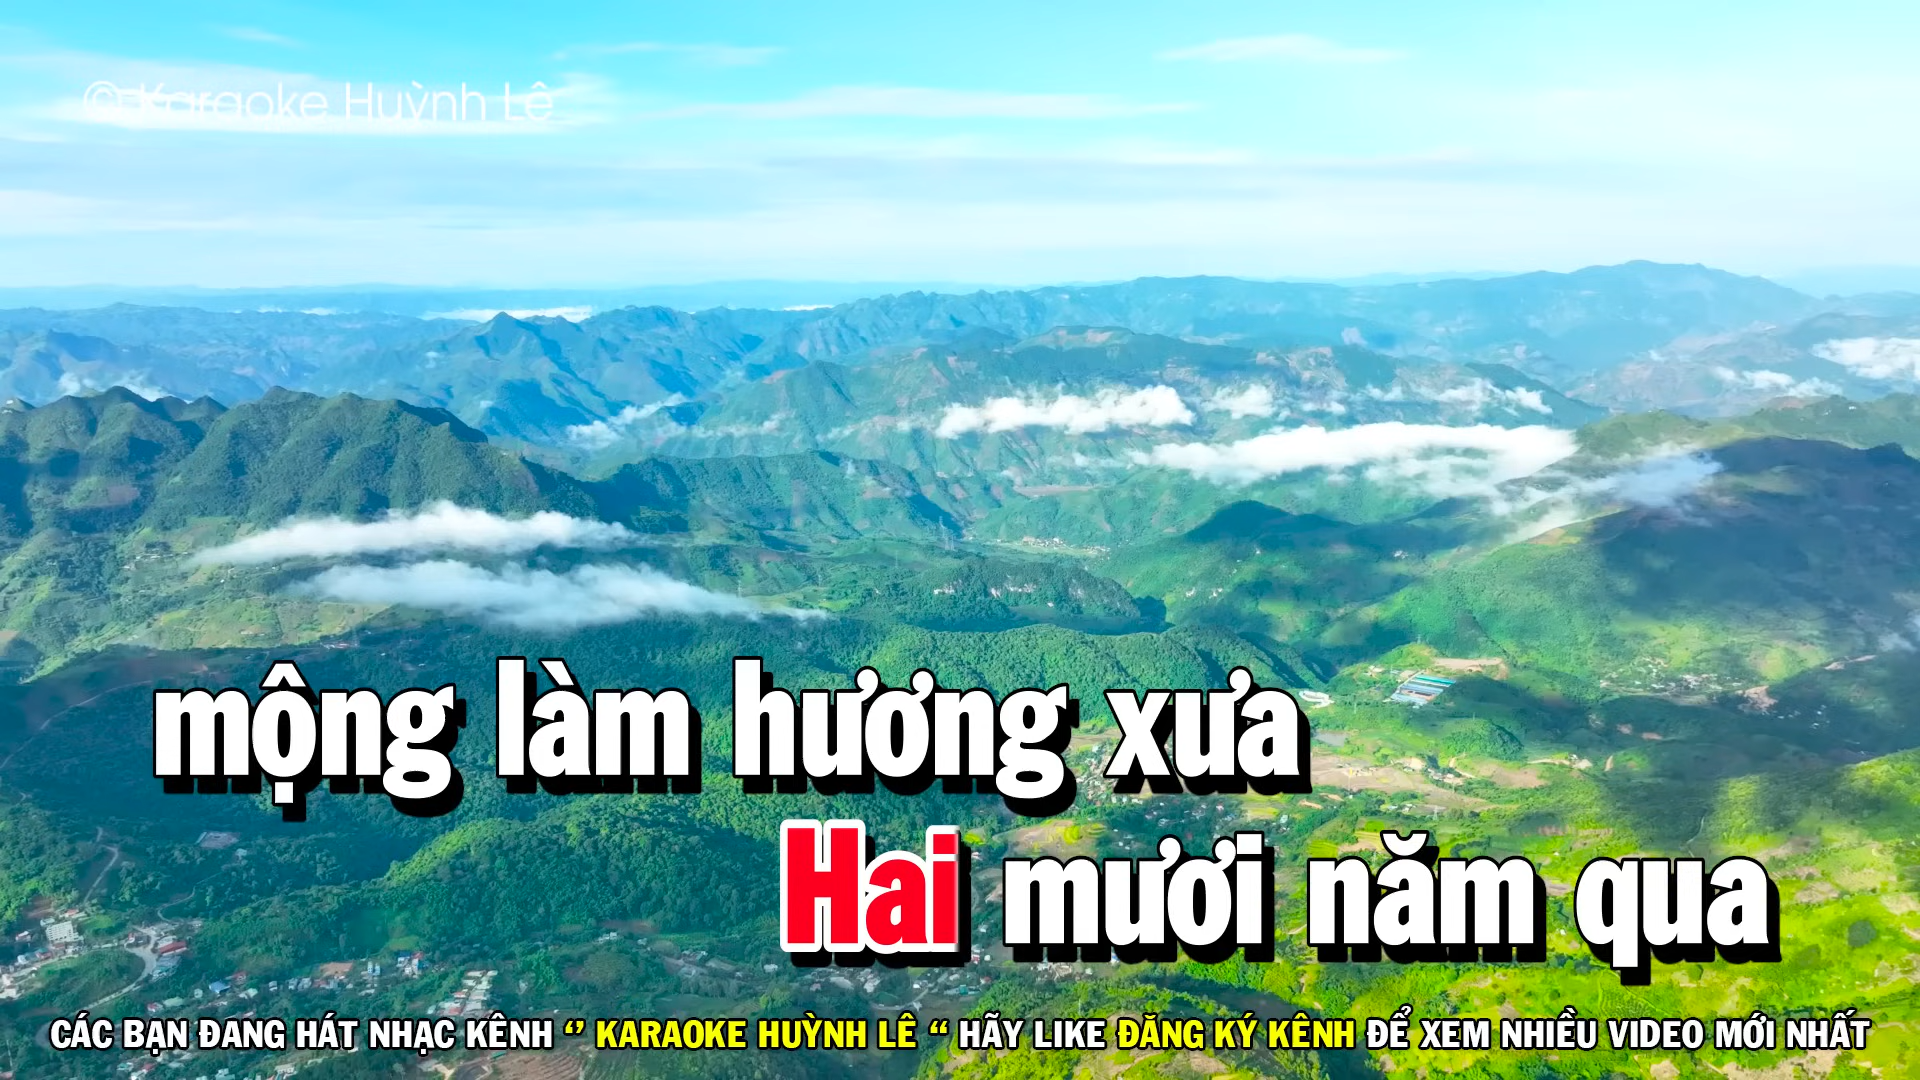 © Karaoke Huỳnh Lê
mộng làm hương xưa
Hai mươi năm qua
CÁC BẠN ĐANG HÁT NHẠC KÊNH ‘’ KARAOKE HUỲNH LÊ “ HÃY LIKE ĐĂNG KÝ KÊNH ĐỂ XEM NHIỀU VIDEO MỚI NHẤT